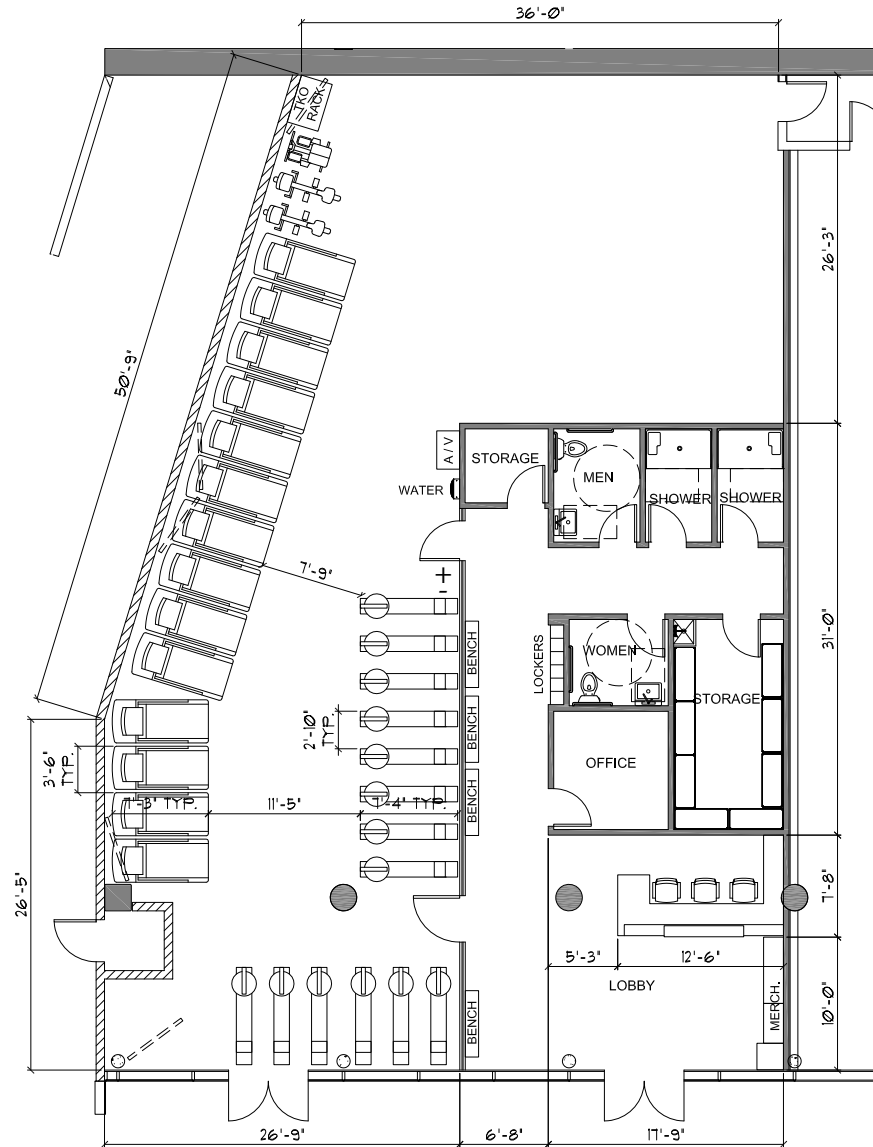 36'-0"
TKO
RACK
26'-3"
50'-9"
A/V
STORAGE
MEN
SHOWER
SHOWER
WATER
7'-9"
+
-
BENCH
LOCKERS
WOMEN
31'-0"
STORAGE
BENCH
2'-10"
TYP.
3'-6"
TYP.
OFFICE
BENCH
7'-3" TYP.
11'-5"
7'-4" TYP.
26'-5"
7'-8"
5'-3"
12'-6"
LOBBY
BENCH
MERCH.
10'-0"
26'-9"
6'-8"
17'-9"